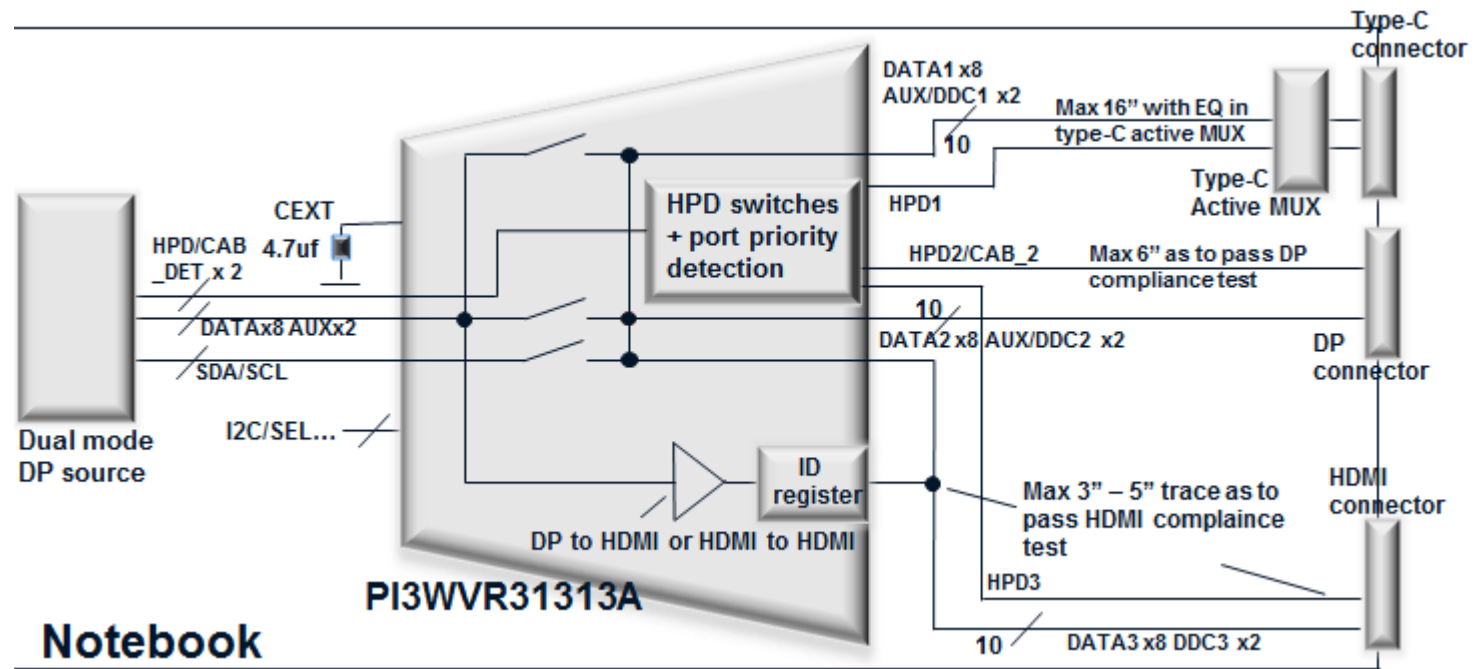 Type-C
connector
DATA1 x8
AUX/DDC1 x2
Max 16” with EQ in
type-C active MUX
10
Type-C
Active MUX
HPD switches
+ port priority
detection
HPD1
CEXT
4.7uf
HPD/CAB
_DET x 2
HPD2/CAB_2
Max 6” as to pass DP
compliance test
10
DATAx8 AUXx2
DATA2 x8 AUX/DDC2 x2
DP
connector
SDA/SCL
I2C/SEL...
Dual mode
DP source
ID
register
Max 3” – 5” trace as to
pass HDMI complaince
test
HDMI
connector
DP to HDMI or HDMI to HDMI
HPD3
PI3WVR31313A
10
DATA3 x8 DDC3 x2
Notebook